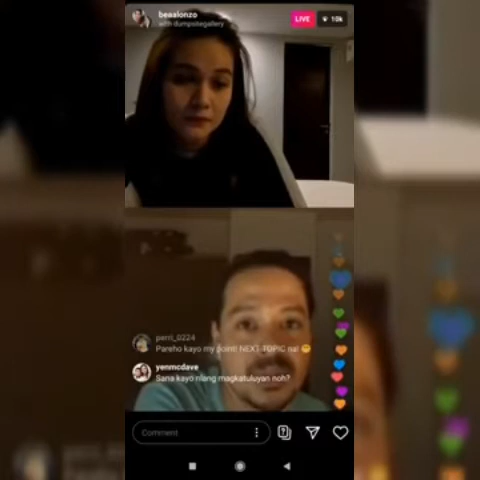 beaalonzo
with dumpsitegallery
LIVE
10k
perri_0224
Pareho kayo my point! NEXT TOPIC na! 😁
yenmcdave
Sana kayo nlang magkatuluyan noh?
Comment